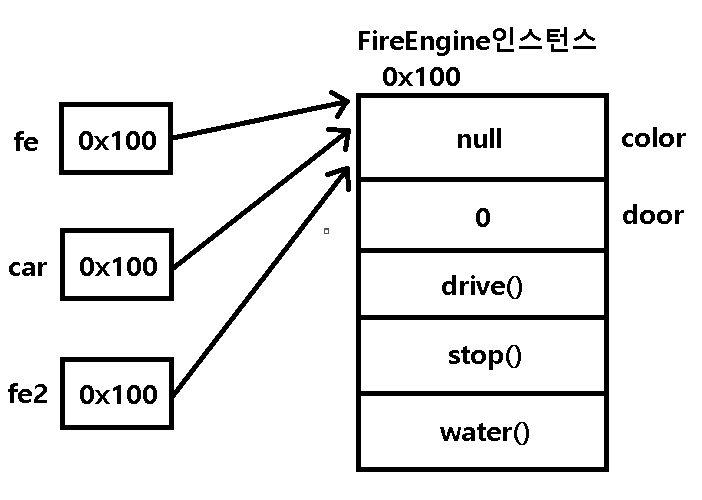 FireEngine인스턴스
0x100
fe 0x100
car 0x100
fe2 0x100
null color
0 door
drive()
stop()
water()